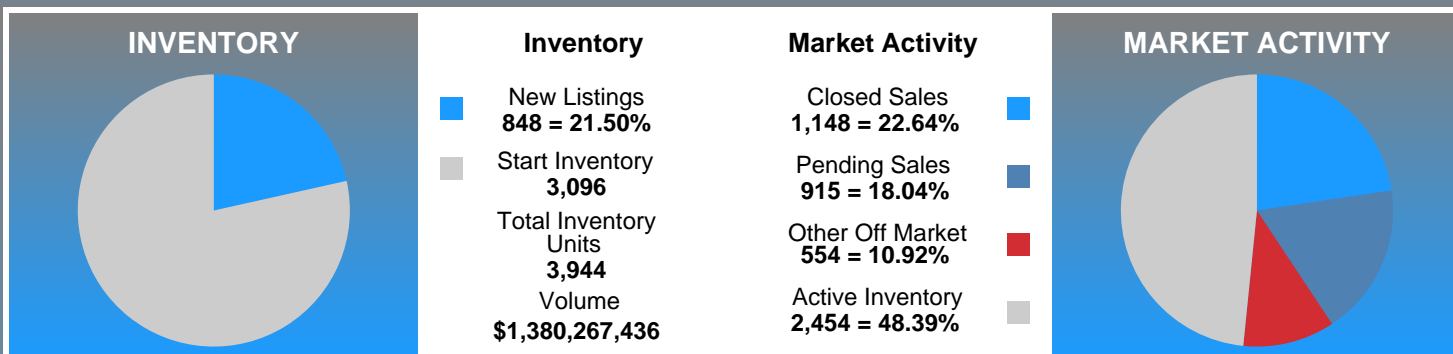 INVENTORY
Inventory
New Listings
848 = 21.50%
Start Inventory
3,096
Total Inventory
Units
3,944
Volume
$1,380,267,436
Market Activity
Closed Sales
1,148 = 22.64%
Pending Sales
915 = 18.04%
Other Off Market
554 = 10.92%
Active Inventory
2,454 = 48.39%
MARKET ACTIVITY